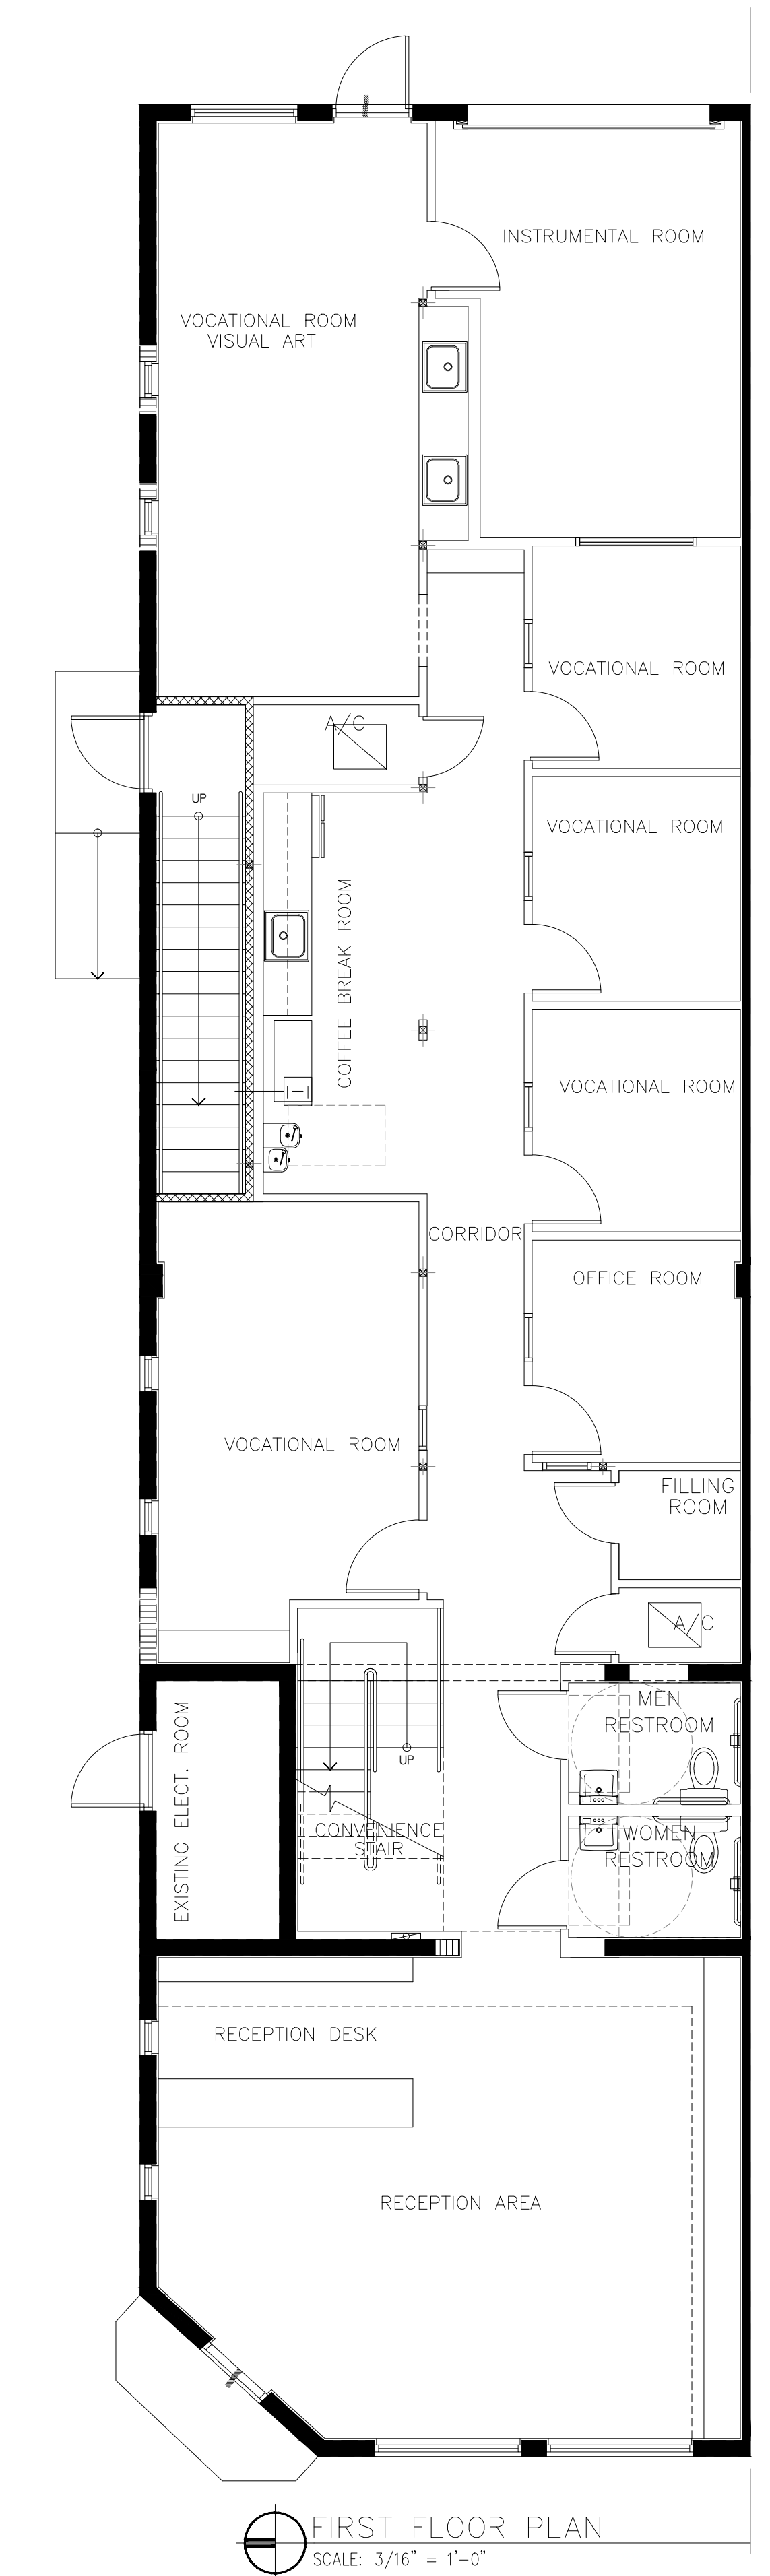 INSTRUMENTAL ROOM
VOCATIONAL ROOM
VISUAL ART
VOCATIONAL ROOM
A/C
UP
VOCATIONAL ROOM
COFFEE BREAK ROOM
VOCATIONAL ROOM
CORRIDOR
OFFICE ROOM
VOCATIONAL ROOM
FILLING
ROOM
A/C
MEN
RESTROOM
EXISTING ELECT. ROOM
UP
CONVENIENCE
STAIR
WOMEN
RESTROOM
RECEPTION DESK
RECEPTION AREA
FIRST FLOOR PLAN
SCALE: 3/16" = 1'-0"